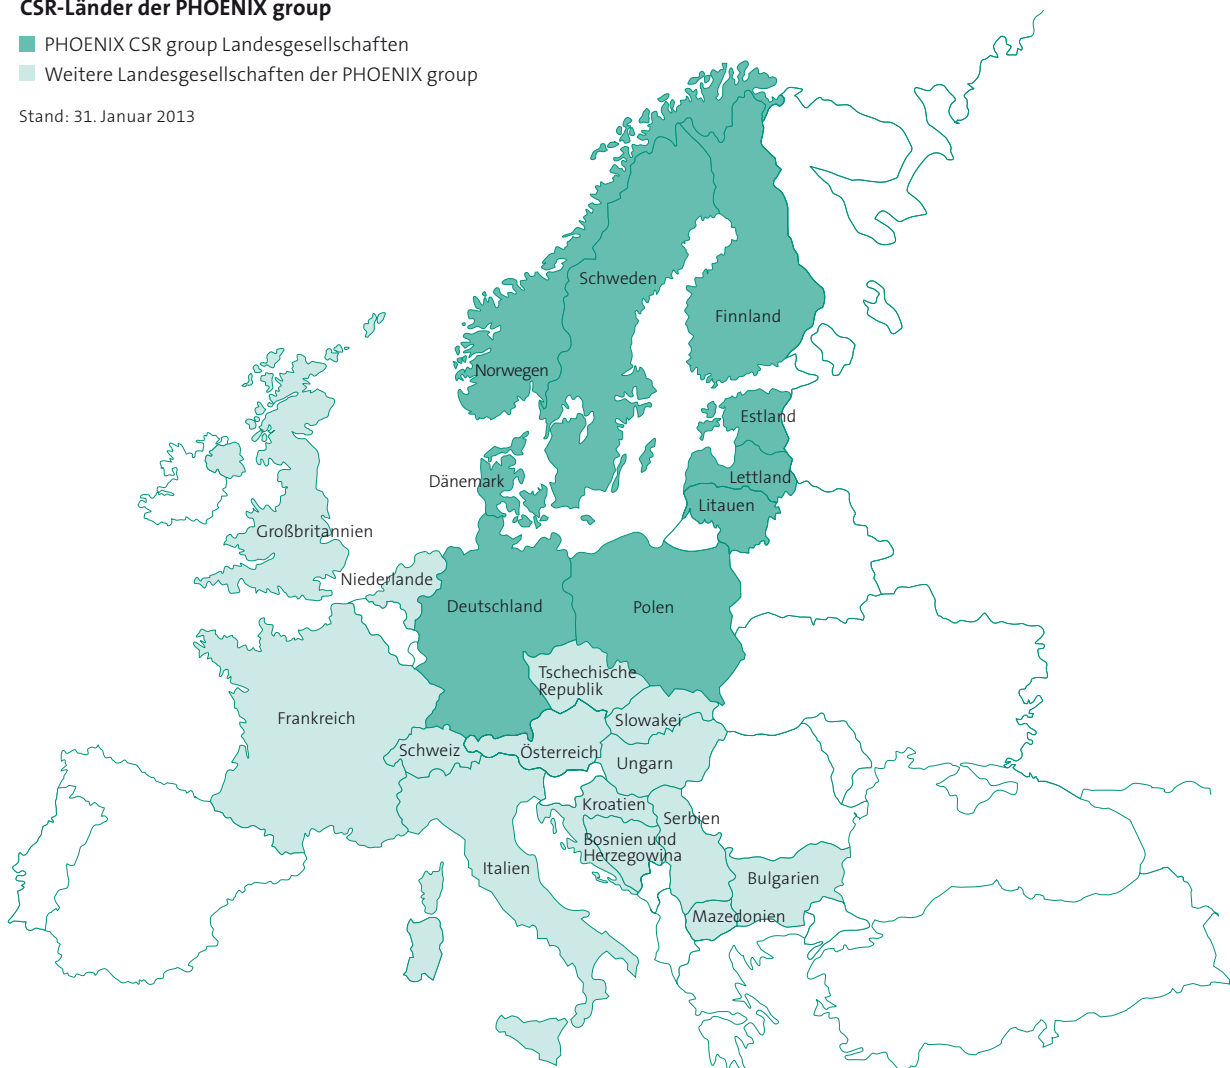 CSR-Länder der PHOENIX group
PHOENIX CSR group Landesgesellschaften
Weitere Landesgesellschaften der PHOENIX group
Stand: 31. Januar 2013
Schweden
Finnland
Norwegen
Estland
Dänemark
Lettland
Litauen
Großbritannien
Niederlande
Deutschland
Polen
Tschechische
Republik
Frankreich
Slowakei
Schweiz
Österreich
Ungarn
Kroatien
Serbien
Bosnien und
Herzegowina
Italien
Bulgarien
Mazedonien